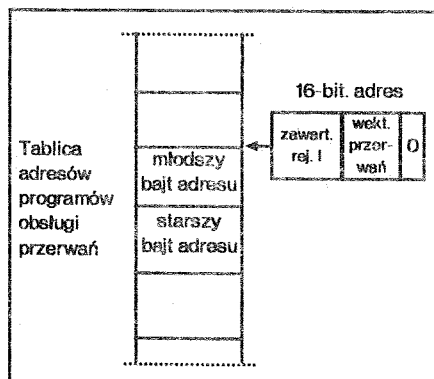 Tablica
adresów
programów
obsługi
przerwań
młodszy
bajt adresu
starszy
bajt adresu
16-bit. adres
zawart.
rej. I
wekt.
przer-
wań
0